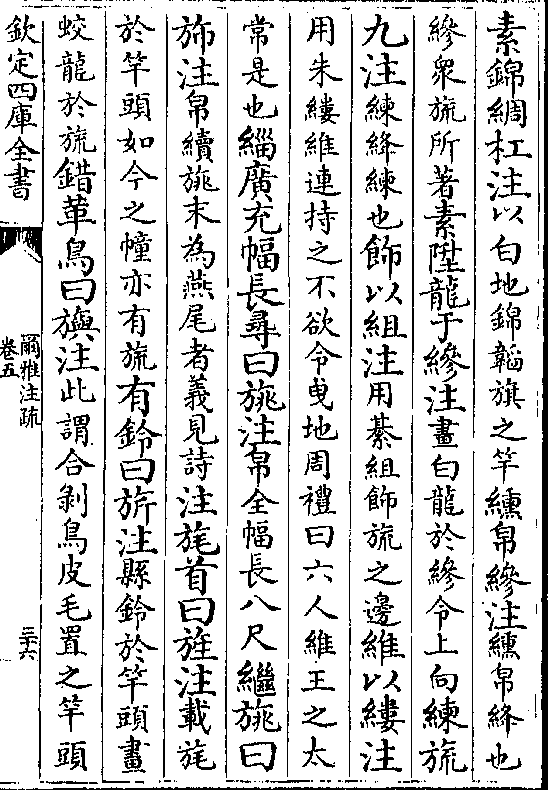 素錦綢杠注以白地錦韜旗之竿纁帛縿注纁帛絳也
縿衆旒所著素陞龍于縿注畫白龍於縿令上向練旒
九注練絳練也飾以組注用綦組飾旒之邊維以縷注
用朱縷維連持之不欲令曳地周禮曰六人維王之太
常是也緇廣充幅長尋曰旐注帛全幅長八尺繼旐曰
斾注帛續旐末為燕尾者義見詩注旄首曰旌注載旄
於竿頭如今之幢亦有旒有鈴曰旂注縣鈴於竿頭畫
蛟龍於旒錯革鳥曰旟注此謂合剝鳥皮毛置之竿頭
欽定四庫全書
爾雅注疏
卷五
三十六